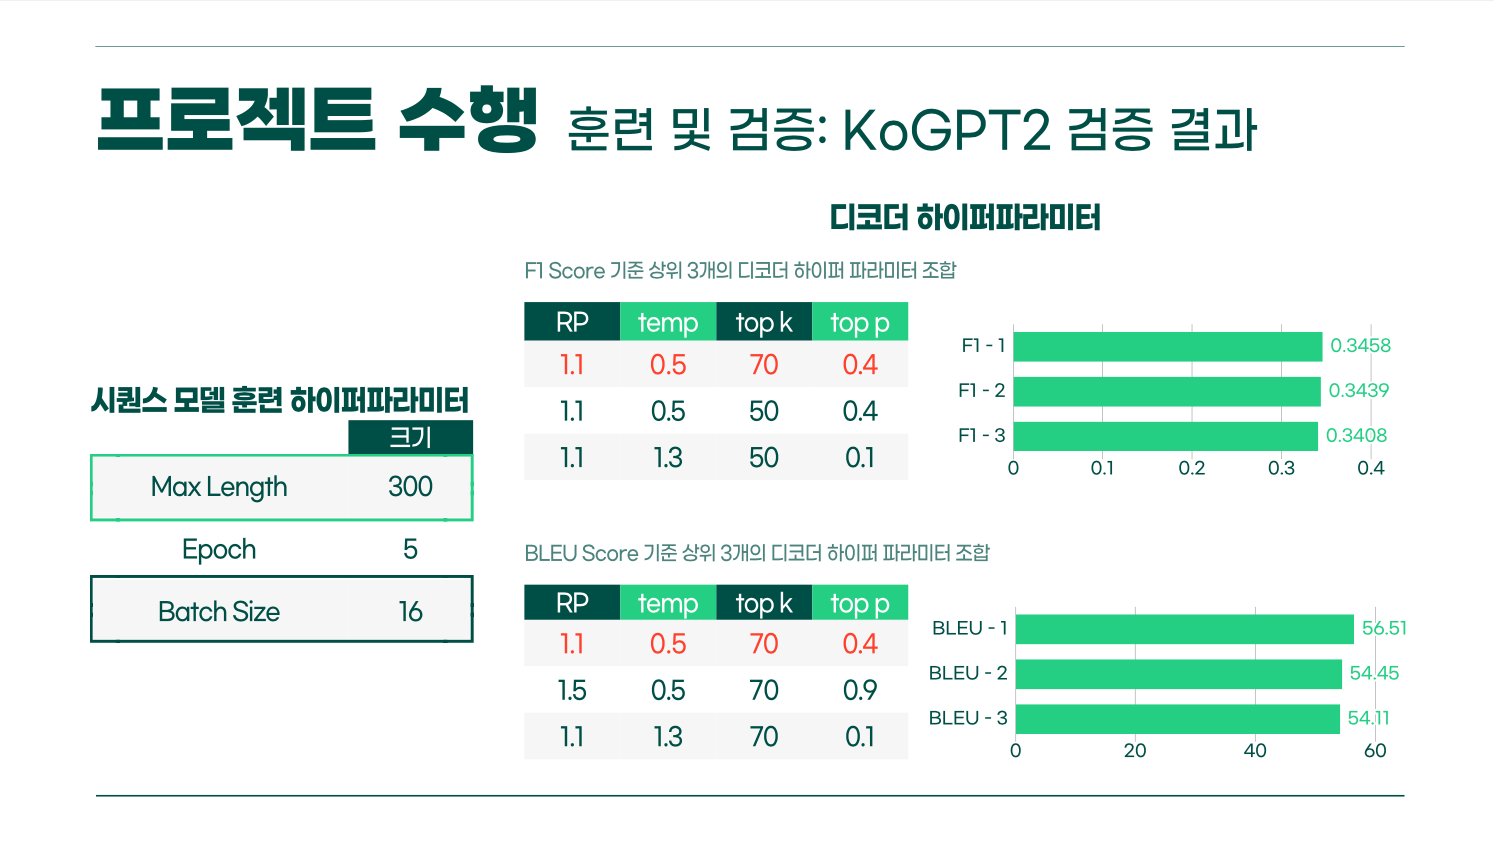 프로젝트 수행 훈련 및 검증: KoGPT2 검증 결과
시퀀스 모델 훈련 하이퍼파라미터
크기
Max Length 300
Epoch 5
Batch Size 16
디코더 하이퍼파라미터
F1 Score 기준 상위 3개의 디코더 하이퍼 파라미터 조합
RP temp top k top p
1.1 0.5 70 0.4
1.1 0.5 50 0.4
1.1 1.3 50 0.1
F1 - 1 0.3458
F1 - 2 0.3439
F1 - 3 0.3408
0 0.1 0.2 0.3 0.4
BLEU Score 기준 상위 3개의 디코더 하이퍼 파라미터 조합
RP temp top k top p
1.1 0.5 70 0.4
1.5 0.5 70 0.9
1.1 1.3 70 0.1
BLEU - 1 56.51
BLEU - 2 54.45
BLEU - 3 54.11
0 20 40 60